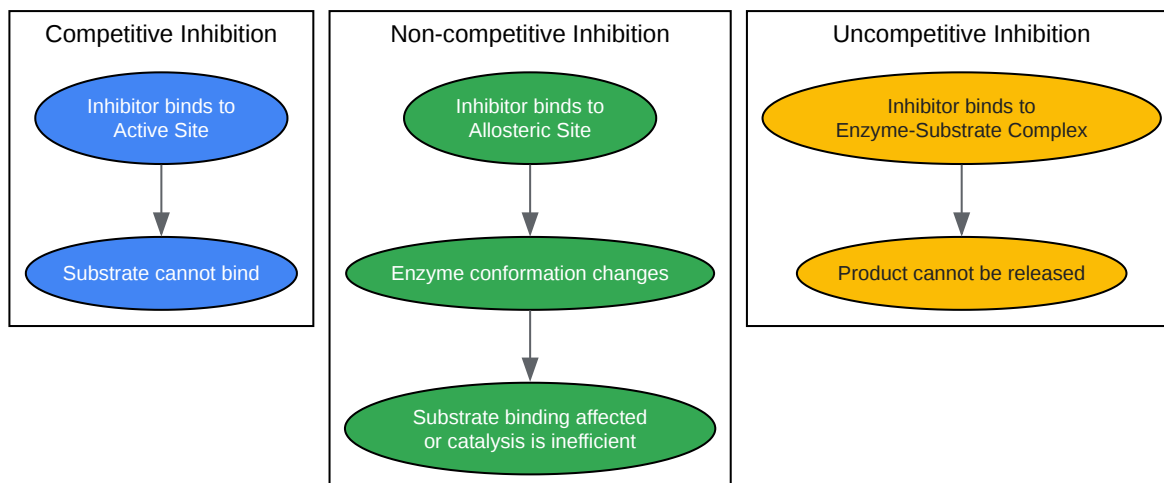 Competitive Inhibition
Inhibitor binds to
Active Site
Substrate cannot bind
Non-competitive Inhibition
Inhibitor binds to
Allosteric Site
Enzyme conformation changes
Substrate binding affected
or catalysis is inefficient
Uncompetitive Inhibition
Inhibitor binds to
Enzyme-Substrate Complex
Product cannot be released